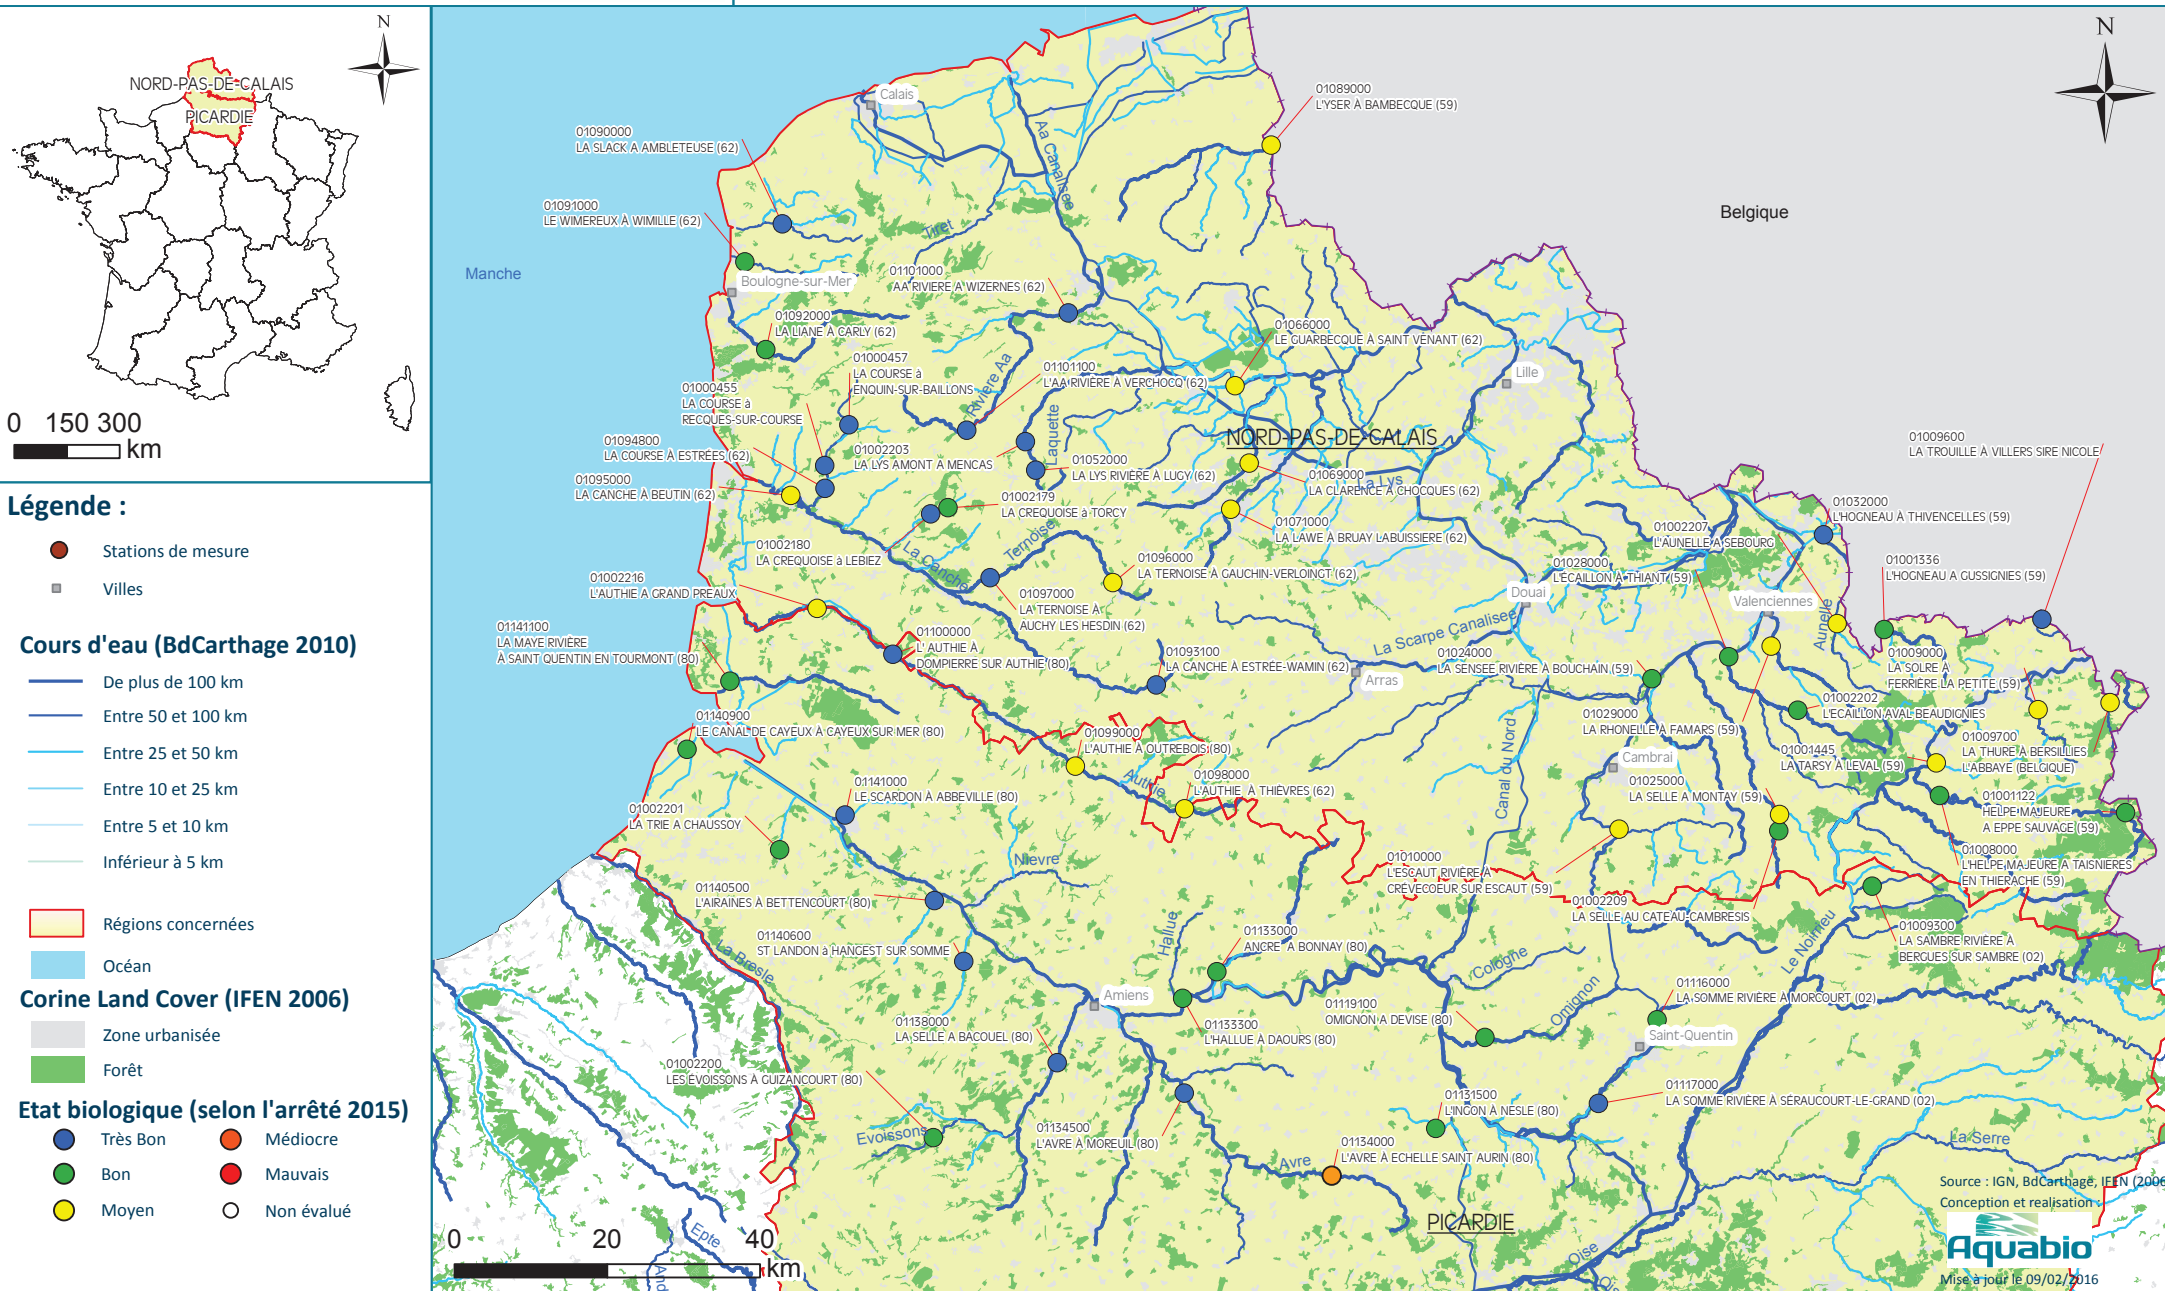 N
NORD-PAS-DE-CALAIS
PICARDIE
0 150 300
km
Légende :
Stations de mesure
Villes
Cours d'eau (BdCarthage 2010)
De plus de 100 km
Entre 50 et 100 km
Entre 25 et 50 km
Entre 10 et 25 km
Entre 5 et 10 km
Inférieur à 5 km
Régions concernées
Océan
Corine Land Cover (IFEN 2006)
Zone urbanisée
Forêt
Etat biologique (selon l'arrêté 2015)
Très Bon
Médiocre
Bon
Mauvais
Moyen
Non évalué
N
Calais
01089000
L'YSER À BAMBECQUE (59)
01090000
LA SLACK A AMBLETEUSE (62)
Aa Canalisee
Belgique
01091000
LE WIMEREUX À WIMILLE (62)
Tiret
Manche
01101000
AA RIVIERE A WIZERNES (62)
Boulogne-sur-Mer
01092000
LA LIANE À CARLY (62)
01066000
LE GUARBECQUE À SAINT VENANT (62)
01000457
LA COURSE à
ENQUIN-SUR-BAILLONS
Riviere Aa
01101100
L'AA RIVIÈRE À VERCHOCQ (62)
Lille
01000455
LA COURSE à
RECQUES-SUR-COURSE
Laquette
NORD-PAS-DE-CALAIS
01094800
LA COURSE À ESTRÉES (62)
01002203
LA LYS AMONT A MENCAS
01052000
LA LYS RIVIÈRE À LUGY (62)
01009600
LA TROUILLE À VILLERS SIRE NICOLE
01095000
LA CANCHE À BEUTIN (62)
01069000
LA CLARENCE A CHOCQUES (62)
La Lys
01002179
LA CREQUOISE à TORCY
01032000
L'HOGNEAU À THIVENCELLES (59)
01071000
LA LAWE À BRUAY LABUISSIERE (62)
01002207
L'AUNELLE A SEBOURG
01002180
LA CREQUOISE à LEBIEZ
La Canche
Ternoise
01096000
LA TERNOISE À GAUCHIN-VERLOINGT (62)
01028000
L'ÉCAILLON À THIANT (59)
01001336
L'HOGNEAU A GUSSIGNIES (59)
01002216
L'AUTHIE A GRAND PREAUX
01097000
LA TERNOISE À
AUCHY LES HESDIN (62)
Douai
Valenciennes
Aunelle
01141100
LA MAYE RIVIÈRE
À SAINT QUENTIN EN TOURMONT (80)
01100000
L' AUTHIE À
DOMPIERRE SUR AUTHIE (80)
01093100
LA CANCHE À ESTRÉE-WAMIN (62)
La Scarpe Canalisee
01024000
LA SENSEE RIVIÈRE À BOUCHAIN (59)
Arras
01009000
LA SOLRE À
FERRIÈRE LA PETITE (59)
01002202
L'ECAILLON AVAL BEAUDIGNIES
01140900
LE CANAL DE CAYEUX À CAYEUX SUR MER (80)
01029000
LA RHONELLE À FAMARS (59)
01099000
L'AUTHIE À OUTREBOIS (80)
01009700
LA THURE À BERSILLIES
L'ABBAYE (BELGIQUE)
01001445
LA TARSY À LEVAL (59)
Canal du Nord
Cambrai
Authie
01098000
L'AUTHIE À THIÈVRES (62)
01025000
LA SELLE A MONTAY (59)
01141000
LE SCARDON À ABBEVILLE (80)
01001122
HELPE MAJEURE
A EPPE SAUVAGE (59)
01002201
LA TRIE A CHAUSSOY
Nievre
01010000
L'ESCAUT RIVIÈRE À
CRÈVECOEUR SUR ESCAUT (59)
01008000
L'HELPE MAJEURE A TAISNIERES
EN THIERACHE (59)
01140500
L'AIRAINES À BETTENCOURT (80)
01002209
LA SELLE AU CATEAU-CAMBRESIS
01140600
ST LANDON à HANGEST SUR SOMME
La Bresle
Hallue
01133000
ANCRE A BONNAY (80)
Cologne
Le Noirrieu
01009300
LA SAMBRE RIVIÈRE À
BERGUES SUR SAMBRE (02)
Amiens
01119100
OMIGNON A DEVISE (80)
Omignon
01116000
LA SOMME RIVIÈRE À MORCOURT (02)
01138000
LA SELLE A BACOUEL (80)
01133300
L'HALLUE À DAOURS (80)
Saint-Quentin
01002200
LES EVOISSONS À GUIZANCOURT (80)
01117000
LA SOMME RIVIÈRE À SÉRAUCOURT-LE-GRAND (02)
01131500
L'INGON À NESLE (80)
Evoissons
01134500
L'AVRE À MOREUIL (80)
01134000
L'AVRE À ECHELLE SAINT AURIN (80)
Avre
La Serre
PICARDIE
Epte
Oise
0 20 40
km
Source : IGN, BdCarthage, IFEN (2006
Conception et realisation :
Aquabio
Mise à jour le 09/02/2016